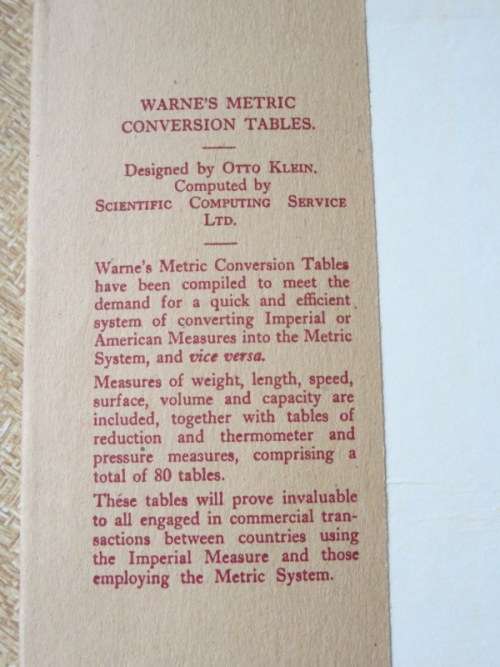 WARNE'S METRIC
CONVERSION TABLES.
Designed by OTTO KLEIN.
Computed by
SCIENTIFIC COMPUTING SERVICE
LTD.
Warne's Metric Conversion Tables
have been compiled to meet the
demand for a quick and efficient
system of converting Imperial or
American Measures into the Metric
System, and vice versa.
Measures of weight, length, speed,
surface, volume and capacity are
included, together with tables of
reduction and thermometer and
pressure measures, comprising a
total of 80 tables.
These tables will prove invaluable
to all engaged in commercial tran-
sactions between countries using
the Imperial Measure and those
employing the Metric System.